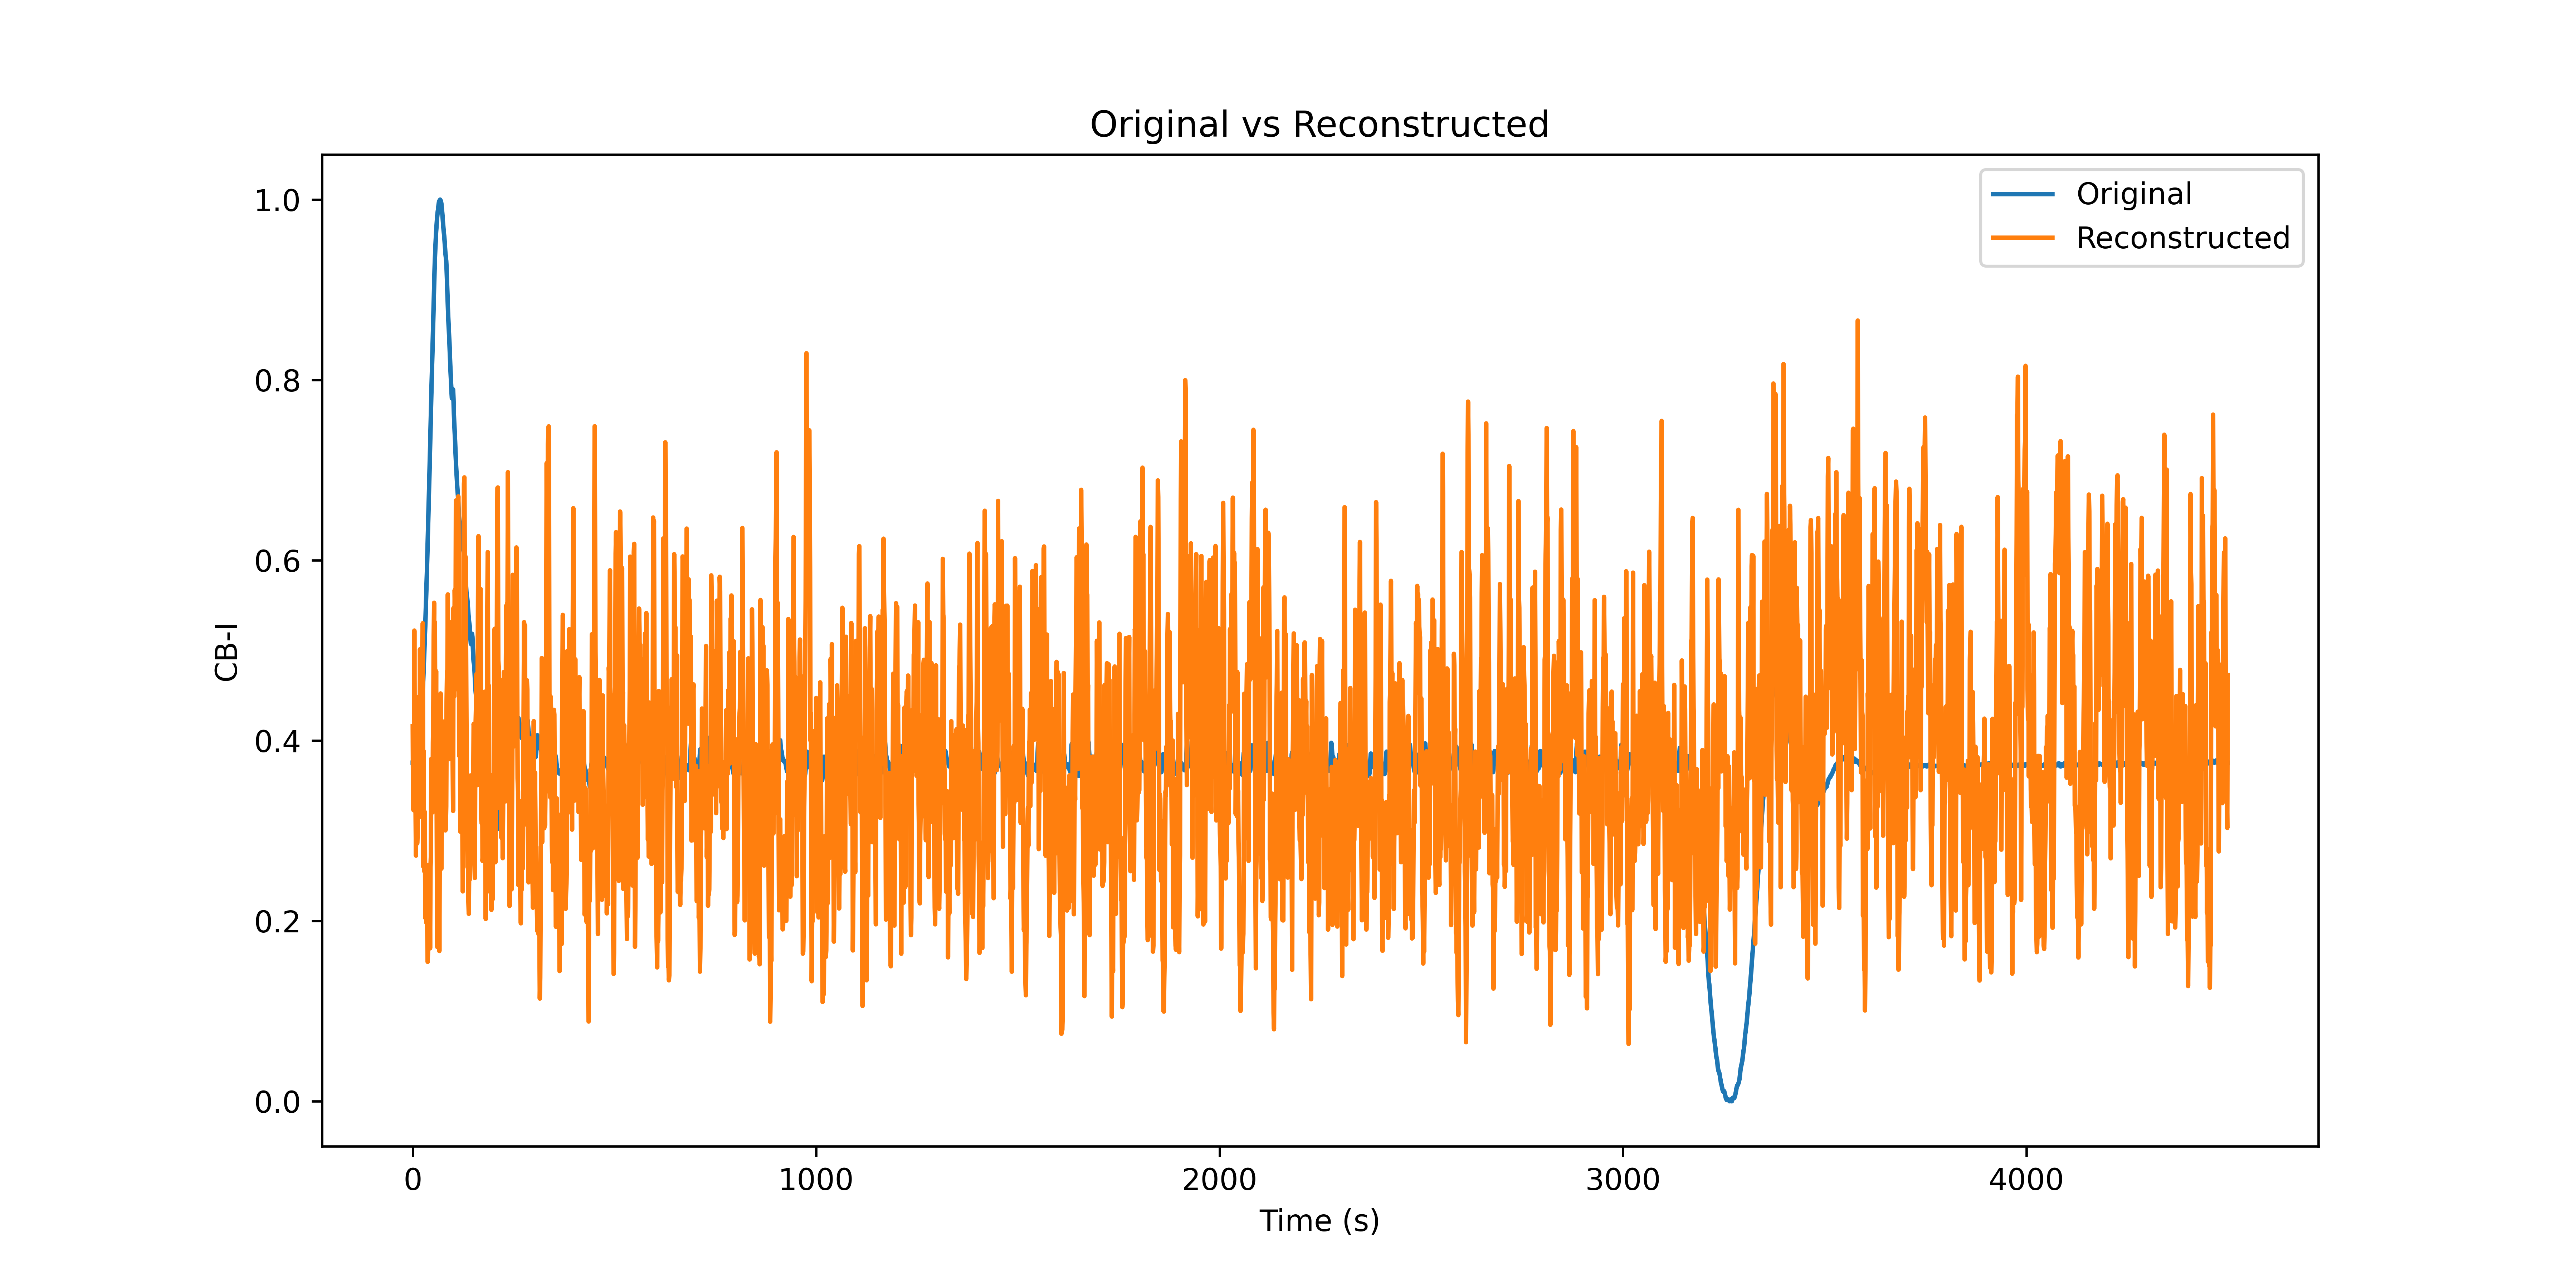 Original vs Reconstructed
Original
Reconstructed
1.0
0.8
0.6
0.4
0.2
0.0
CB-I
0 1000 2000 3000 4000
Time (s)